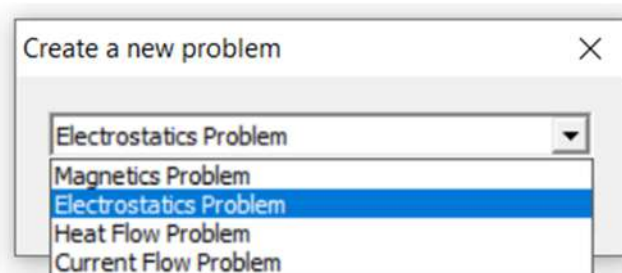 Create a new problem
Electrostatics Problem
Magnetics Problem
Electrostatics Problem
Heat Flow Problem
Current Flow Problem